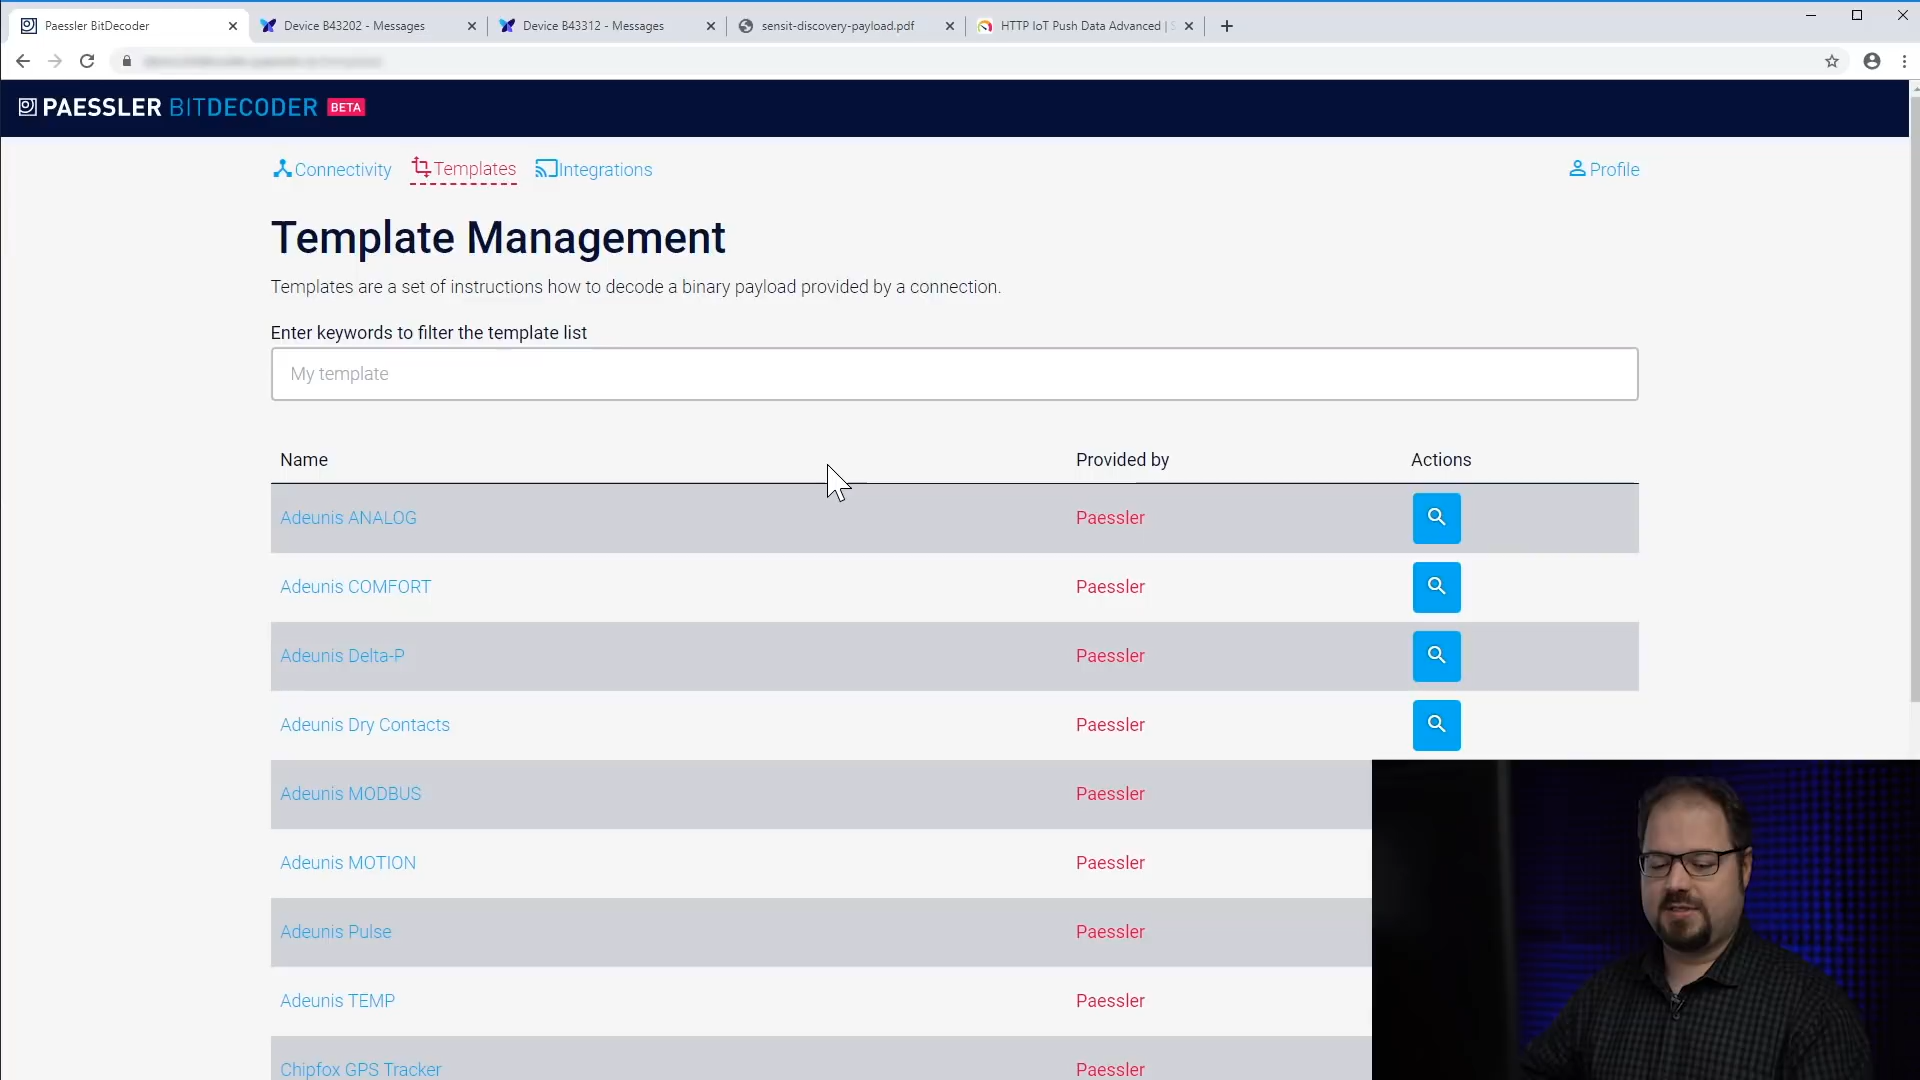 Paessler BitDecoder
Device B43202 - Messages
Device B43312 - Messages
sensit-discovery-payload.pdf
HTTP IoT Push Data Advanced |
PAESSLER BITDECODER BETA
Connectivity
Templates
Integrations
Profile
Template Management
Templates are a set of instructions how to decode a binary payload provided by a connection.
Enter keywords to filter the template list
My template
Name Provided by Actions
Adeunis ANALOG Paessler
Adeunis COMFORT Paessler
Adeunis Delta-P Paessler
Adeunis Dry Contacts Paessler
Adeunis MODBUS Paessler
Adeunis MOTION Paessler
Adeunis Pulse Paessler
Adeunis TEMP Paessler
Chipfox GPS Tracker Paessler